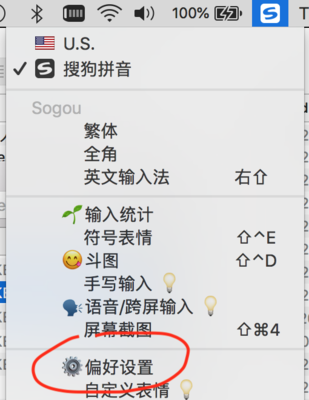 100%
U.S.
✓ 搜狗拼音
Sogou
繁体
全角
英文输入法 右⇧
输入统计
符号表情 ⇧^E
斗图 ⇧^D
手写输入
语音/跨屏输入
屏幕截图 ⇧⌘4
偏好设置
自定义表情